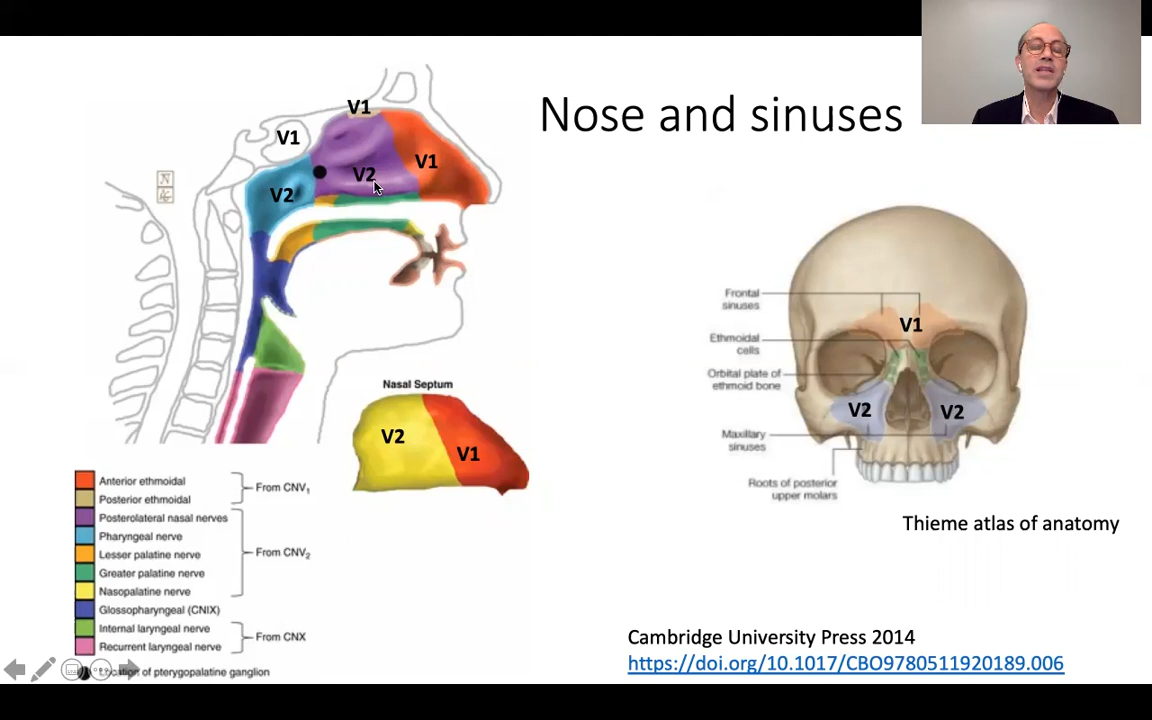 Nose and sinuses
V1
V1
V1
V2
V2
N
Nasal Septum
V2
V1
Anterior ethmoidal
Posterior ethmoidal
From CNV1
Posterolateral nasal nerves
Pharyngeal nerve
Lesser palatine nerve
Greater palatine nerve
Nasopalatine nerve
From CNV2
Glossopharyngeal (CNIX)
Internal laryngeal nerve
Recurrent laryngeal nerve
From CNX
of pterygopalatine ganglion
Frontal
sinuses
V1
Ethmoidal
cells
Orbital plate of
ethmoid bone
V2
V2
Maxillary
sinuses
Roots of posterior
upper molars
Thieme atlas of anatomy
Cambridge University Press 2014
https://doi.org/10.1017/CBO9780511920189.006